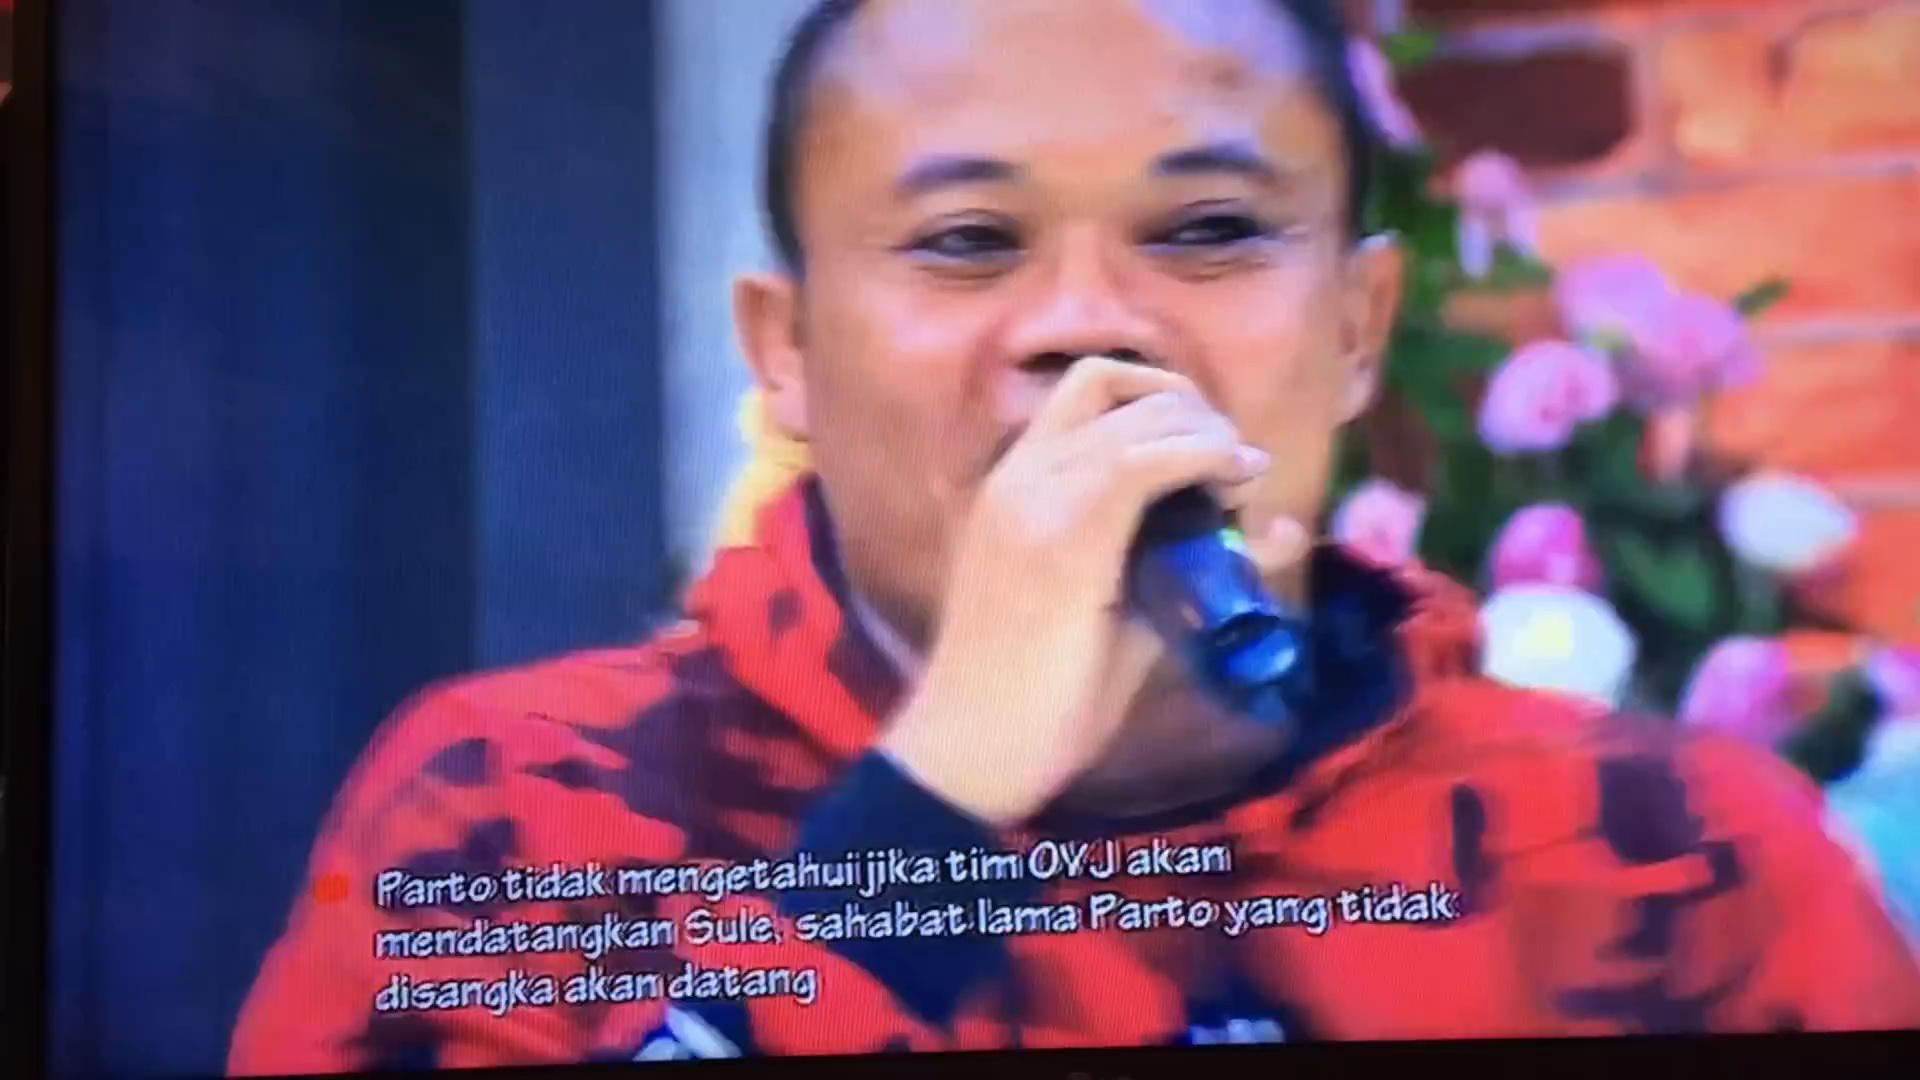 Parto tidak mengetahui jika tim OVJ akan
mendatangkan Sule, sahabat lama Parto yang tidak
disangka akan datang